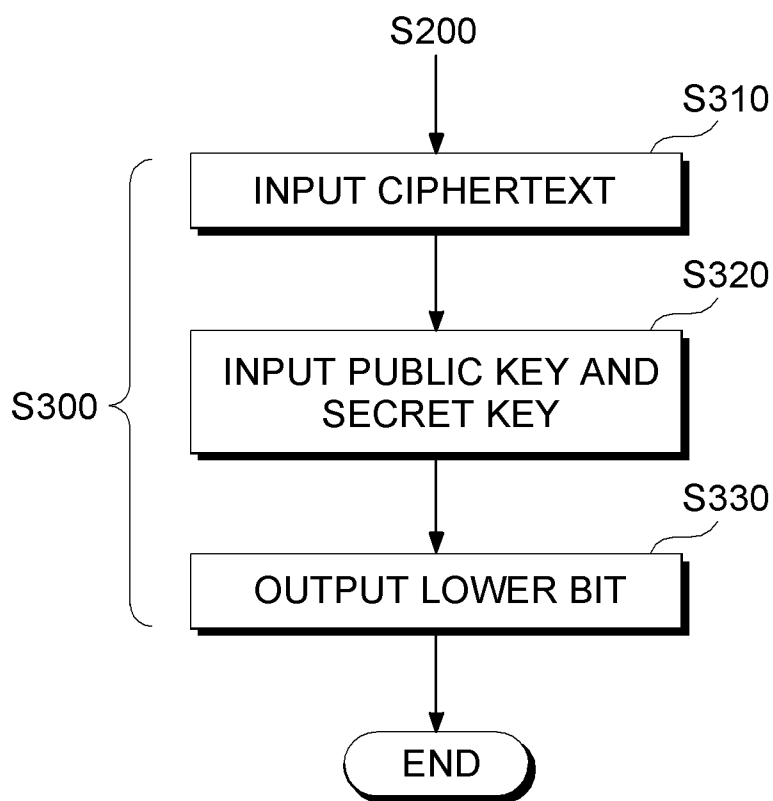 S200
S310
INPUT CIPHERTEXT
S320
INPUT PUBLIC KEY AND
SECRET KEY
S300
S330
OUTPUT LOWER BIT
END